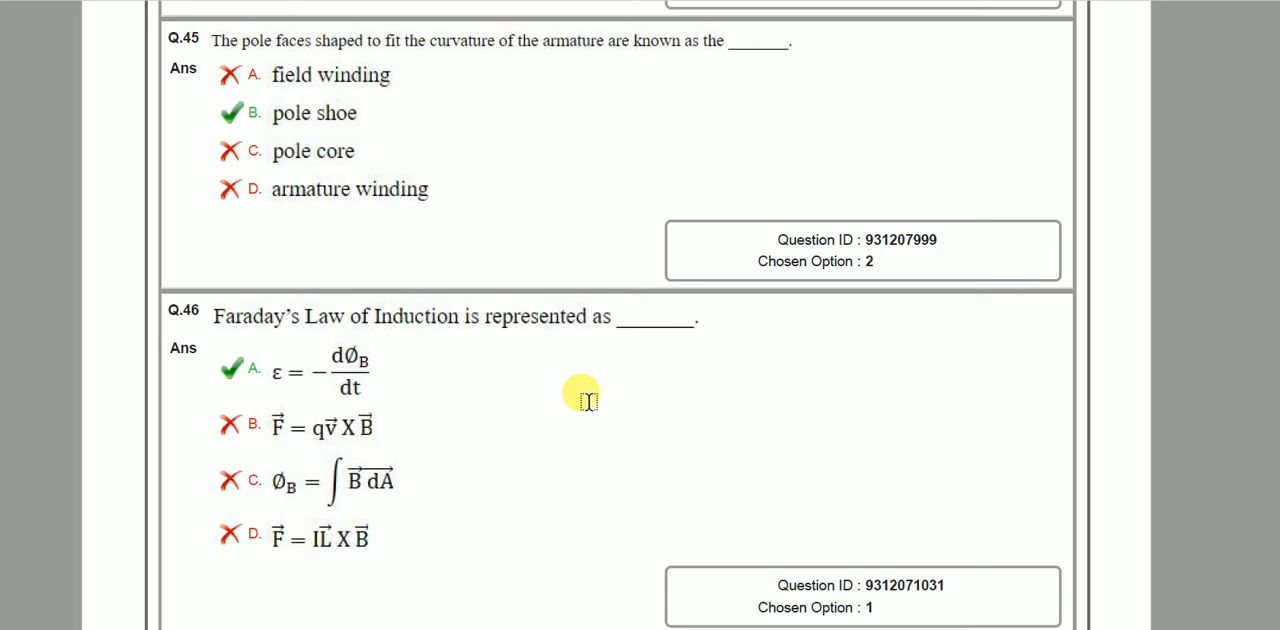 Q.45 The pole faces shaped to fit the curvature of the armature are known as the _______.
Ans
A. field winding
B. pole shoe
C. pole core
D. armature winding
Question ID : 931207999
Chosen Option : 2
Q.46 Faraday's Law of Induction is represented as ________.
Ans
A. ε = −dØ_B/dt
B. F⃗ = qv⃗ X B⃗
C. Ø_B = ∫ B⃗ dA⃗
D. F⃗ = IL⃗ X B⃗
Question ID : 9312071031
Chosen Option : 1